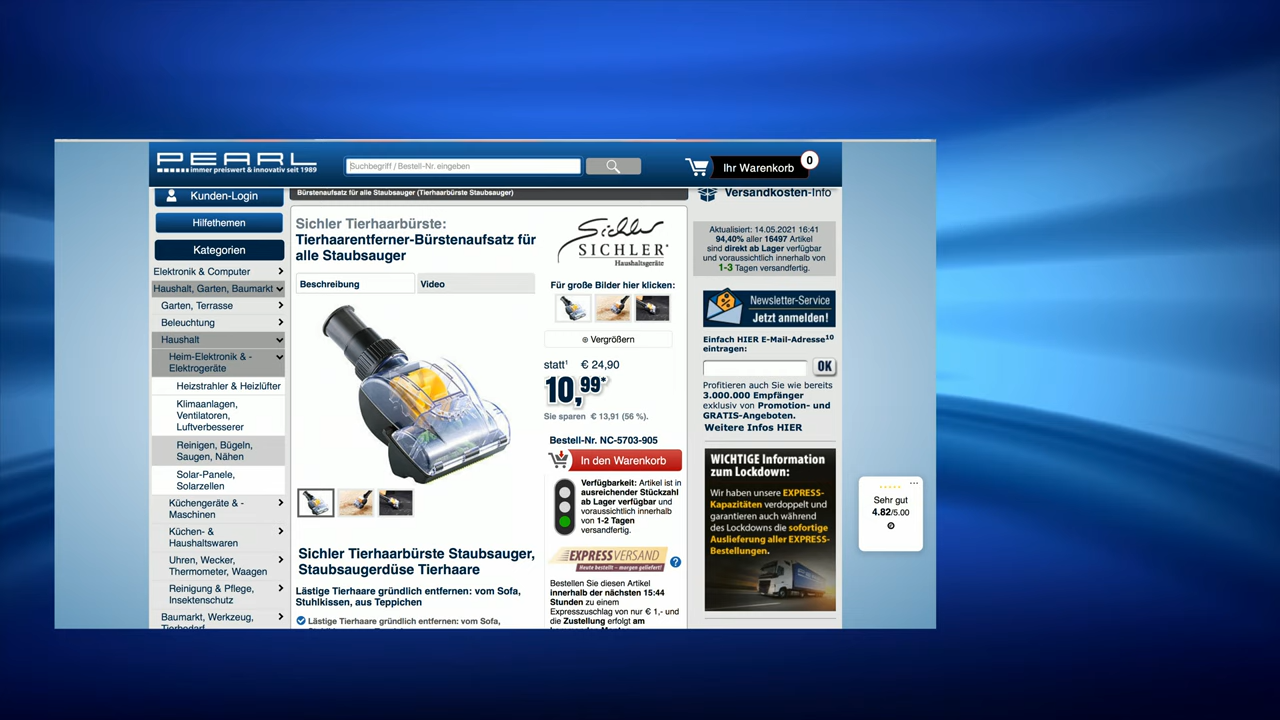 PEARL
immer preiswert & innovativ seit 1989
Suchbegriff / Bestell-Nr. eingeben
Ihr Warenkorb
0
Kunden-Login
Hilfethemen
Kategorien
Elektronik & Computer
Haushalt, Garten, Baumarkt
Garten, Terrasse
Beleuchtung
Haushalt
Heim-Elektronik & -
Elektrogeräte
Heizstrahler & Heizlüfter
Klimaanlagen,
Ventilatoren,
Luftverbesserer
Reinigen, Bügeln,
Saugen, Nähen
Solar-Panele,
Solarzellen
Küchengeräte & -
Maschinen
Küchen- &
Haushaltswaren
Uhren, Wecker,
Thermometer, Waagen
Reinigung & Pflege,
Insektenschutz
Baumarkt, Werkzeug,
Tierbedarf
Bürstenaufsatz für alle Staubsauger (Tierhaarbürste Staubsauger)
Sichler Tierhaarbürste:
Tierhaarentferner-Bürstenaufsatz für
alle Staubsauger
Beschreibung
Video
Sichler Tierhaarbürste Staubsauger,
Staubsaugerdüse Tierhaare
Lästige Tierhaare gründlich entfernen: vom Sofa,
Stuhlkissen, aus Teppichen
Lästige Tierhaare gründlich entfernen: vom Sofa,
Sichler
SICHLER®
Haushaltsgeräte
Für große Bilder hier klicken:
Vergrößern
statt¹ € 24,90
10,99*
Sie sparen € 13,91 (56 %).
Bestell-Nr. NC-5703-905
In den Warenkorb
Verfügbarkeit: Artikel ist in
ausreichender Stückzahl
ab Lager verfügbar und
voraussichtlich innerhalb
von 1-2 Tagen
versandfertig.
EXPRESSVERSAND
Heute bestellt – morgen geliefert!
?
Bestellen Sie diesen Artikel
innerhalb der nächsten 15:44
Stunden zu einem
Expresszuschlag von nur € 1,- und
die Zustellung erfolgt am
Versandkosten-Info
Aktualisiert: 14.05.2021 16:41
94,40% aller 16497 Artikel
sind direkt ab Lager verfügbar
und voraussichtlich innerhalb von
1-3 Tagen versandfertig.
Newsletter-Service
Jetzt anmelden!
Einfach HIER E-Mail-Adresse¹⁰
eintragen:
OK
Profitieren auch Sie wie bereits
3.000.000 Empfänger
exklusiv von Promotion- und
GRATIS-Angeboten.
Weitere Infos HIER
WICHTIGE Information
zum Lockdown:
Wir haben unsere EXPRESS-
Kapazitäten verdoppelt und
garantieren auch während
des Lockdowns die sofortige
Auslieferung aller EXPRESS-
Bestellungen.
Sehr gut
4.82/5.00